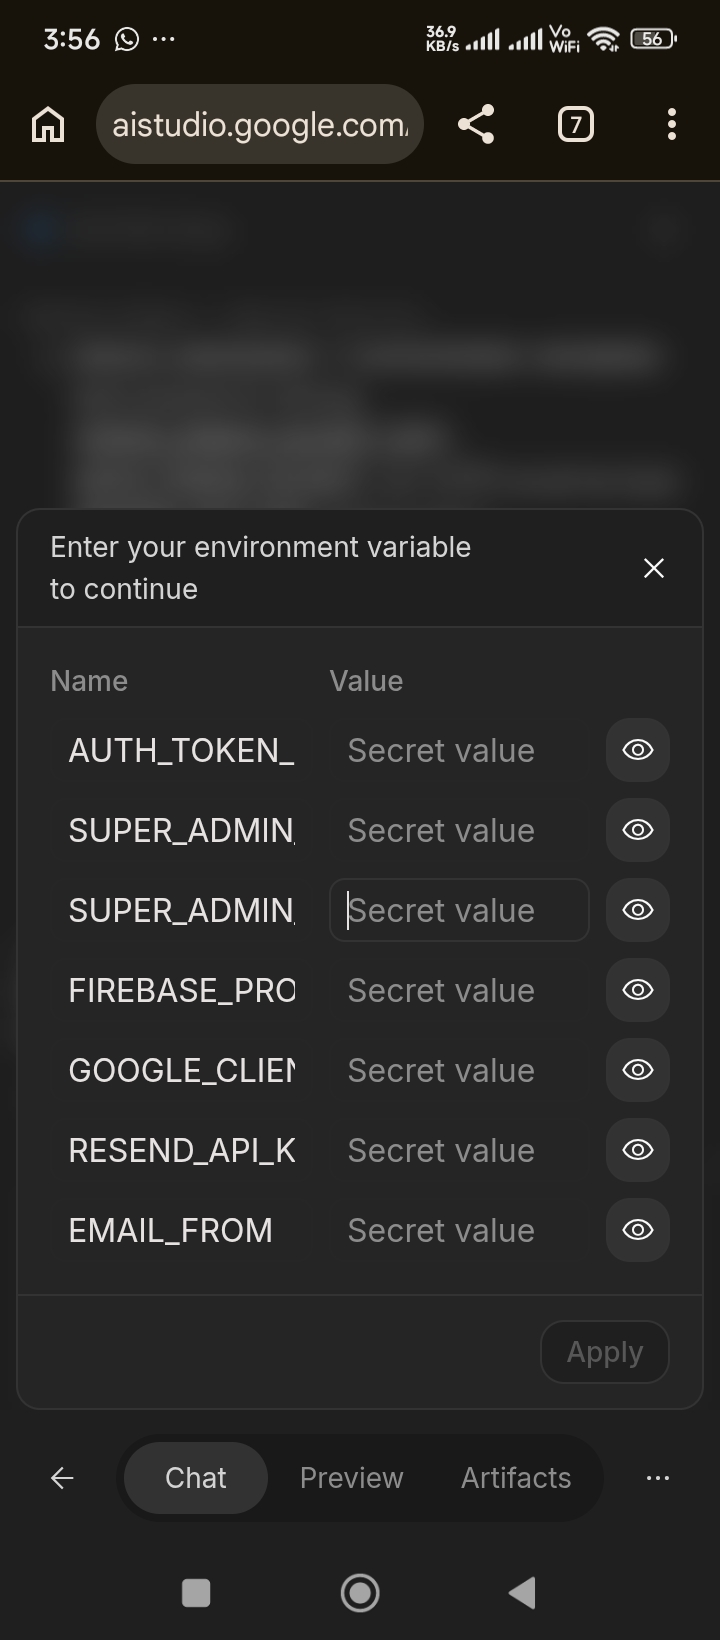 3:56
36.9
KB/s
Vo
WiFi
56
aistudio.google.com/
7
Enter your environment variable
to continue
Name
Value
AUTH_TOKEN_
Secret value
SUPER_ADMIN_
Secret value
SUPER_ADMIN_
Secret value
FIREBASE_PRO
Secret value
GOOGLE_CLIEN
Secret value
RESEND_API_K
Secret value
EMAIL_FROM
Secret value
Apply
Chat
Preview
Artifacts